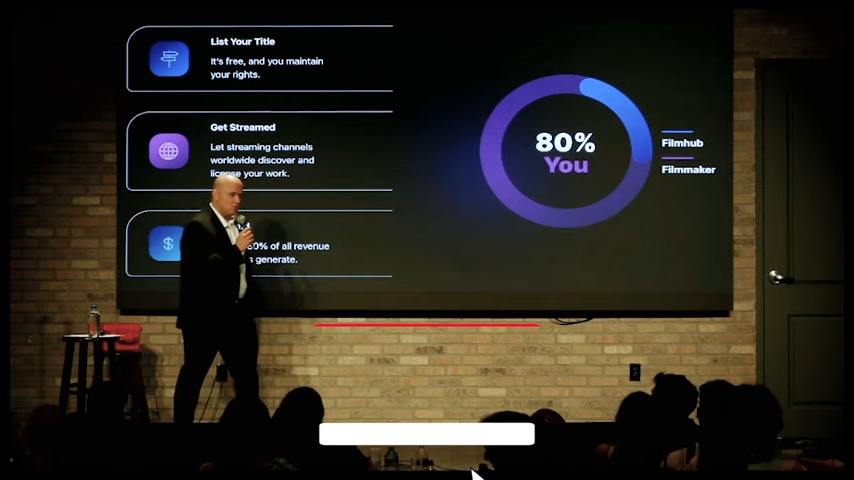 List Your Title
It's free, and you maintain
your rights.
Get Streamed
Let streaming channels
worldwide discover and
license your work.
$
80% of all revenue
generate.
80%
You
Filmhub
Filmmaker